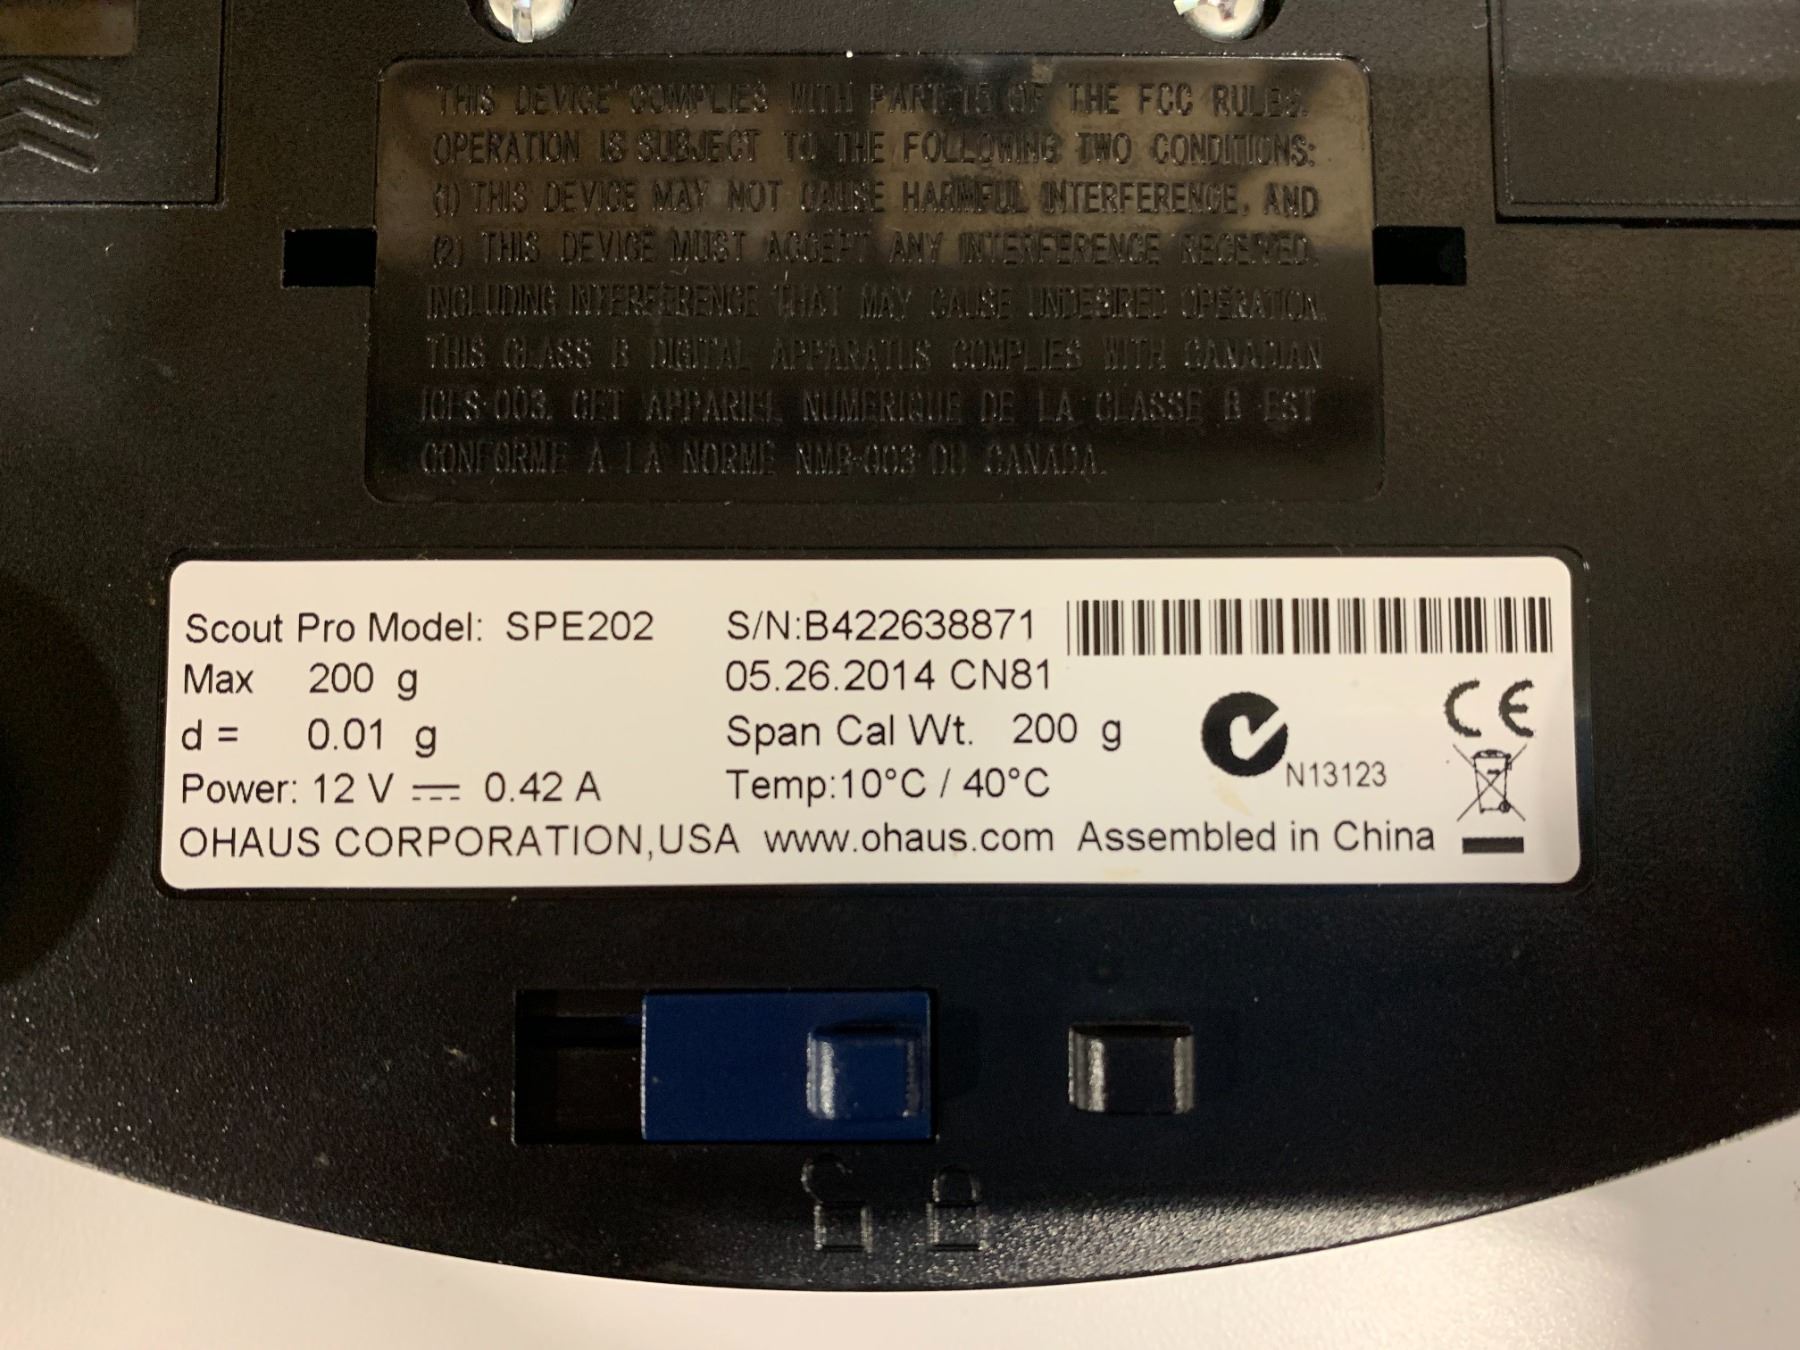 THIS DEVICE COMPLIES WITH PART 15 OF THE FCC RULES.
OPERATION IS SUBJECT TO THE FOLLOWING TWO CONDITIONS:
(1) THIS DEVICE MAY NOT CAUSE HARMFUL INTERFERENCE, AND
(2) THIS DEVICE MUST ACCEPT ANY INTERFERENCE RECEIVED,
INCLUDING INTERFERENCE THAT MAY CAUSE UNDESIRED OPERATION.
THIS CLASS B DIGITAL APPARATUS COMPLIES WITH CANADIAN
ICES-003. CET APPARIEL NUMERIQUE DE LA CLASSE B EST
CONFORME A LA NORME NMB-003 DU CANADA.
Scout Pro Model: SPE202 S/N:B422638871
Max 200 g 05.26.2014 CN81
d = 0.01 g Span Cal Wt. 200 g
Power: 12 V ⎓ 0.42 A Temp:10°C / 40°C
N13123
CE
OHAUS CORPORATION,USA www.ohaus.com Assembled in China